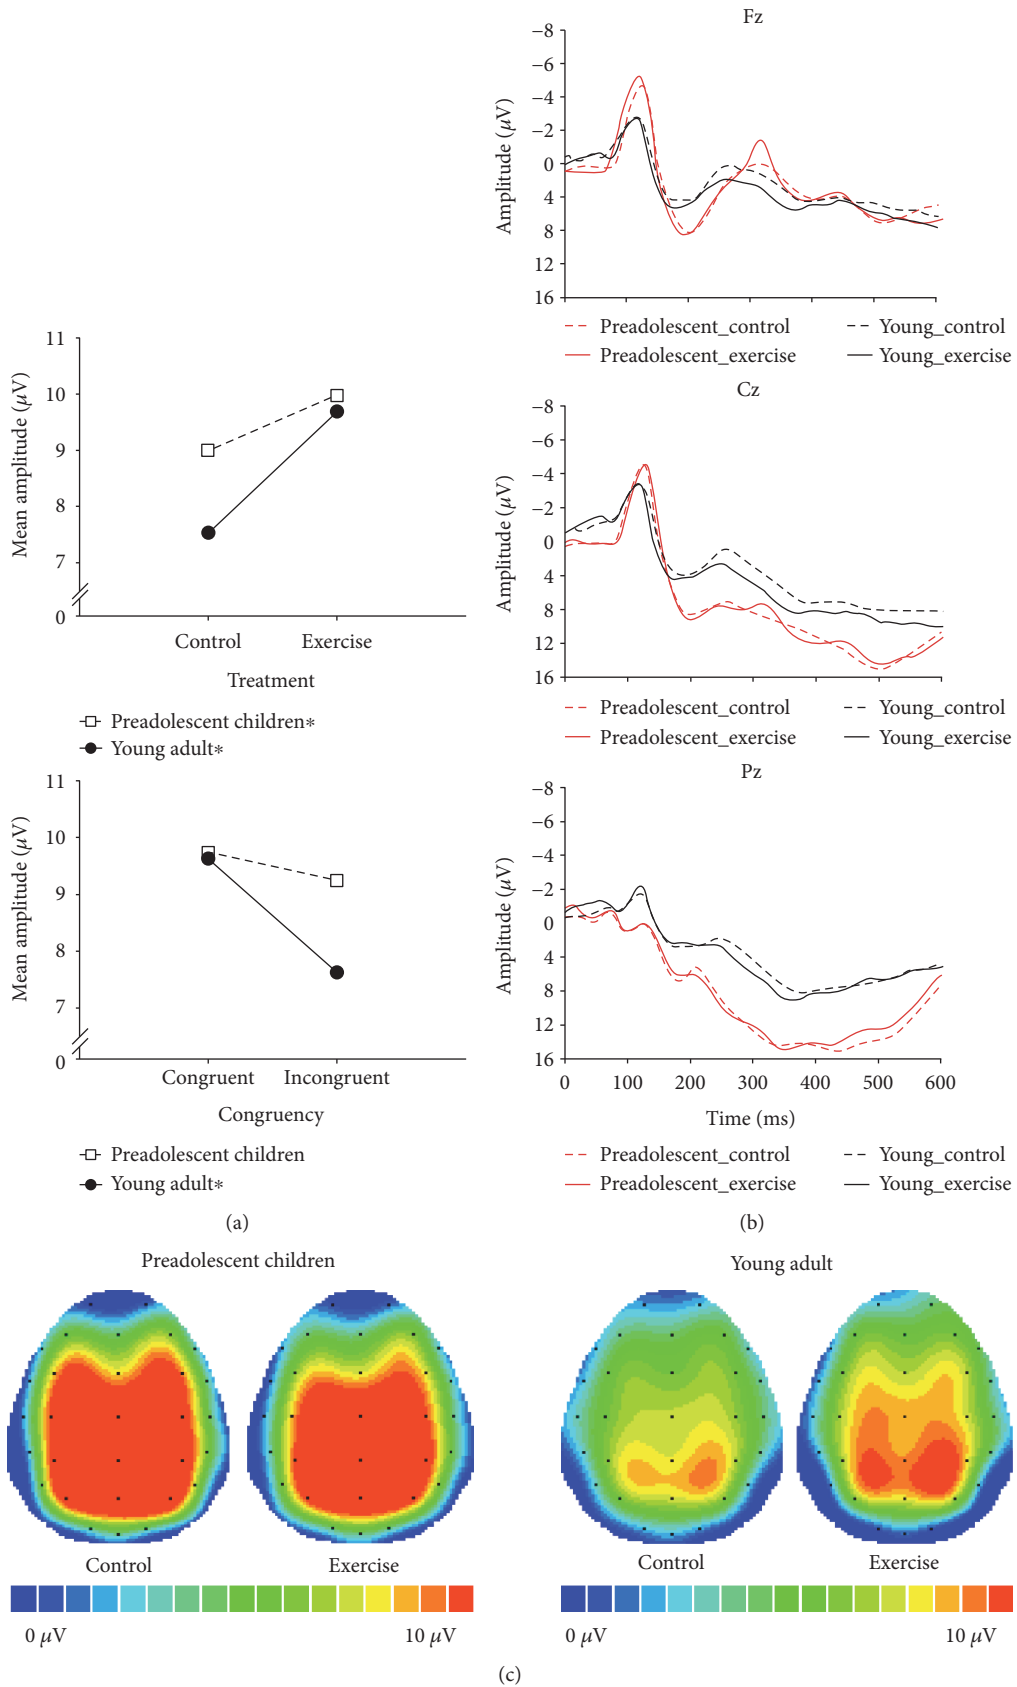 11
10
9
8
7
0
Mean amplitude (μV)
Control Exercise
Treatment
Preadolescent children*
Young adult*
11
10
9
8
7
0
Mean amplitude (μV)
Congruent Incongruent
Congruency
Preadolescent children
Young adult*
(a)
Fz
−8
−6
−4
−2
0
4
8
12
16
Amplitude (μV)
Preadolescent_control Young_control
Preadolescent_exercise Young_exercise
Cz
−8
−6
−4
−2
0
4
8
12
16
Amplitude (μV)
Preadolescent_control Young_control
Preadolescent_exercise Young_exercise
Pz
−8
−6
−4
−2
0
4
8
12
16
Amplitude (μV)
0 100 200 300 400 500 600
Time (ms)
Preadolescent_control Young_control
Preadolescent_exercise Young_exercise
(b)
Preadolescent children
Control Exercise
0 μV 10 μV
Young adult
Control Exercise
0 μV 10 μV
(c)